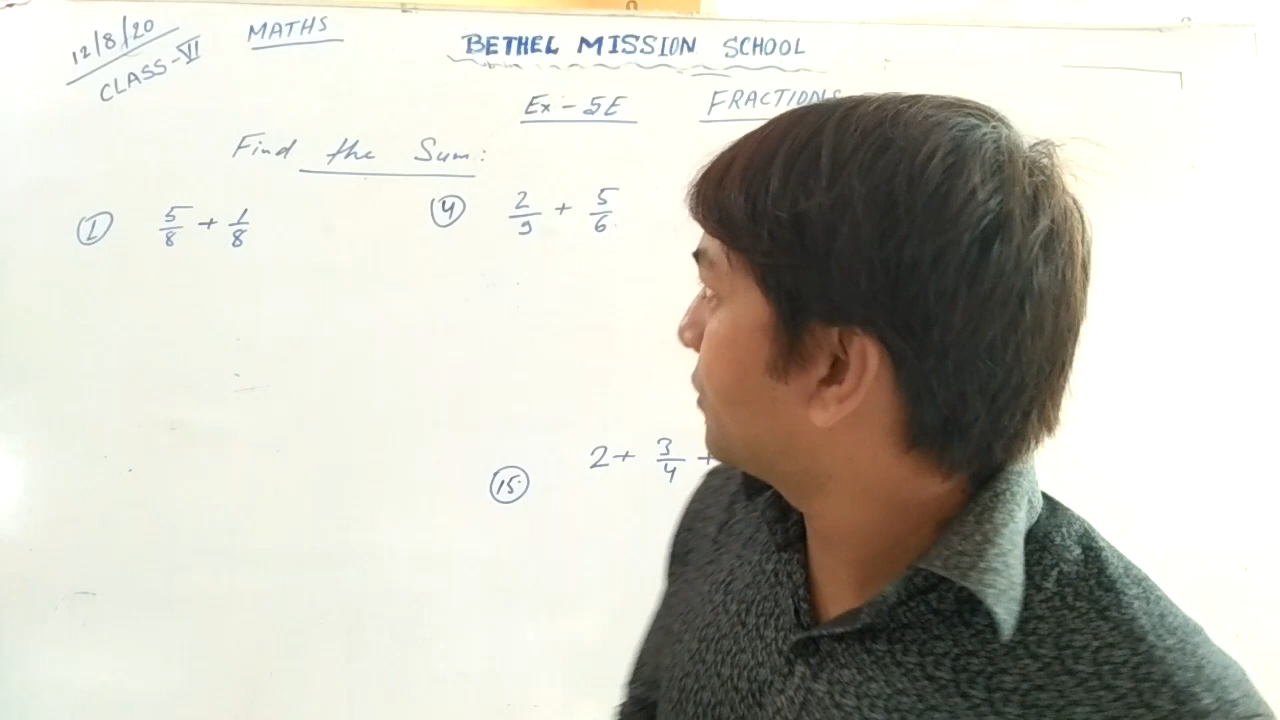 12/8/20
CLASS-VI
MATHS
BETHEL MISSION SCHOOL
Ex - 5E
FRACTIONS
Find the Sum:
① 5/8 + 1/8
④ 2/9 + 5/6
⑮ 2 + 3/4 +